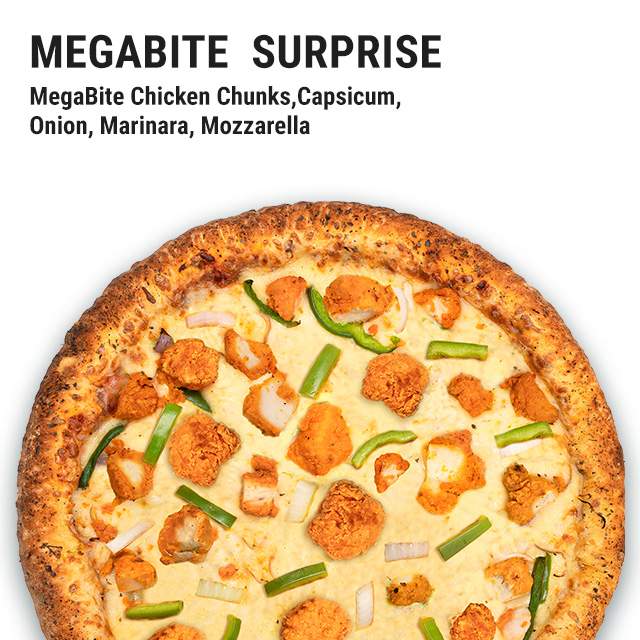 MEGABITE SURPRISE
MegaBite Chicken Chunks,Capsicum,
Onion, Marinara, Mozzarella